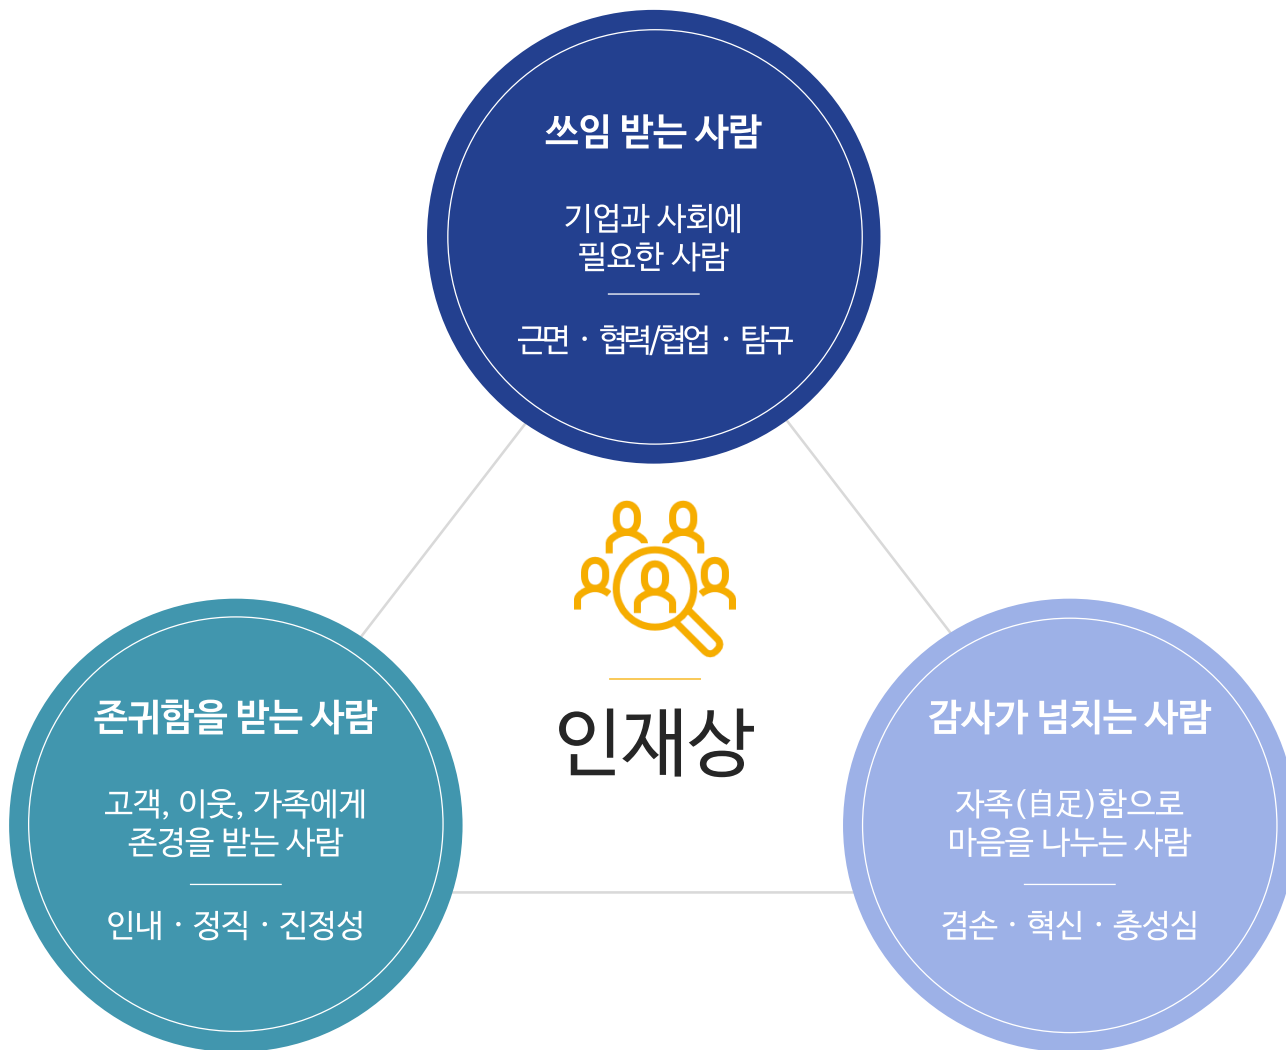 쓰임 받는 사람
기업과 사회에
필요한 사람
근면 · 협력/협업 · 탐구
인재상
존귀함을 받는 사람
고객, 이웃, 가족에게
존경을 받는 사람
인내 · 정직 · 진정성
감사가 넘치는 사람
자족(自足)함으로
마음을 나누는 사람
겸손 · 혁신 · 충성심